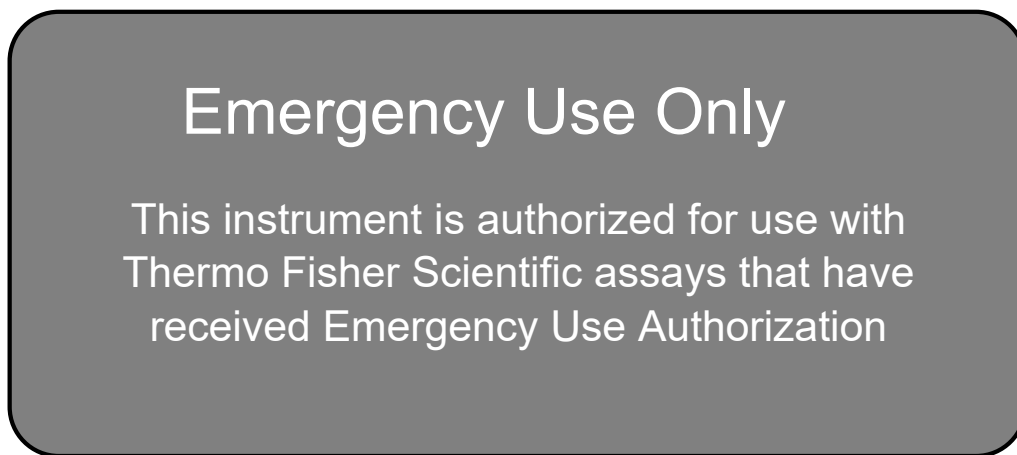 Emergency Use Only
This instrument is authorized for use with
Thermo Fisher Scientific assays that have
received Emergency Use Authorization